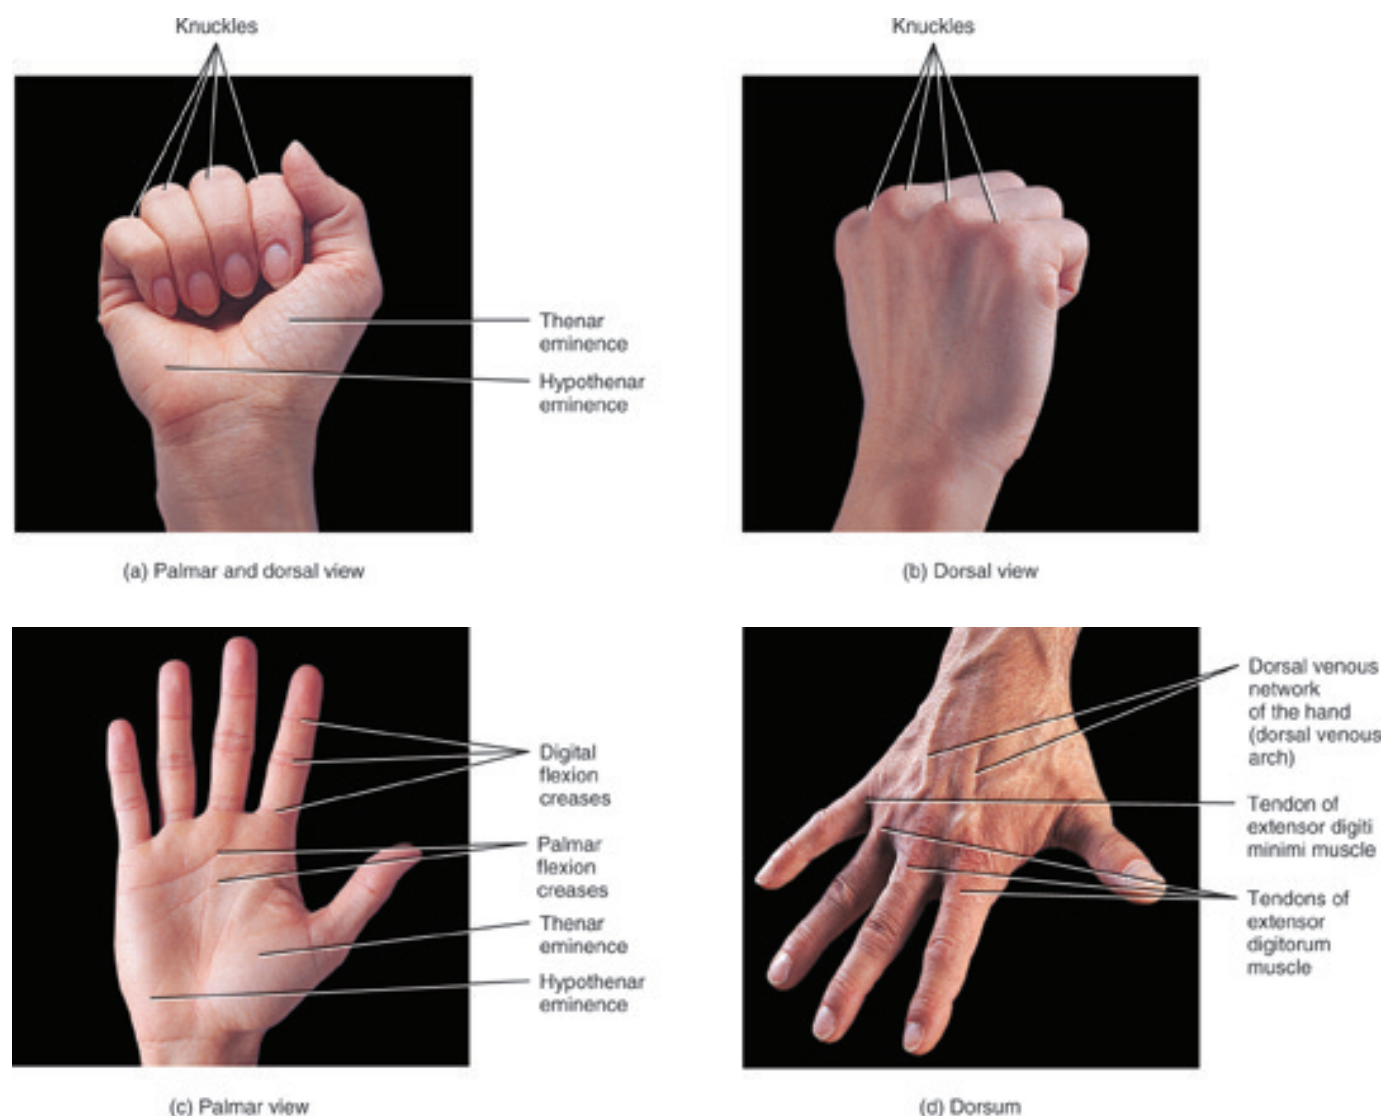 Knuckles
Thenar
eminence
Hypothenar
eminence
(a) Palmar and dorsal view
Knuckles
(b) Dorsal view
Digital
flexion
creases
Palmar
flexion
creases
Thenar
eminence
Hypothenar
eminence
(c) Palmar view
Dorsal venous
network
of the hand
(dorsal venous
arch)
Tendon of
extensor digiti
minimi muscle
Tendons of
extensor
digitorum
muscle
(d) Dorsum